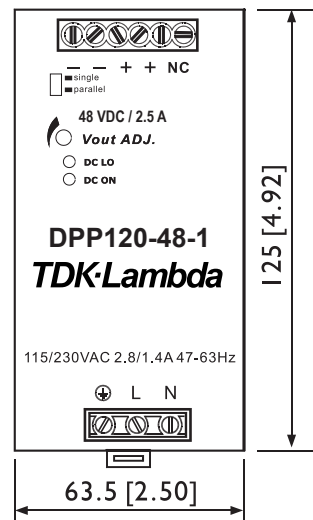 − − + + NC
single
parallel
48 VDC / 2.5 A
Vout ADJ.
DC LO
DC ON
DPP120-48-1
TDK·Lambda
115/230VAC 2.8/1.4A 47-63Hz
L N
63.5 [2.50]
125 [4.92]